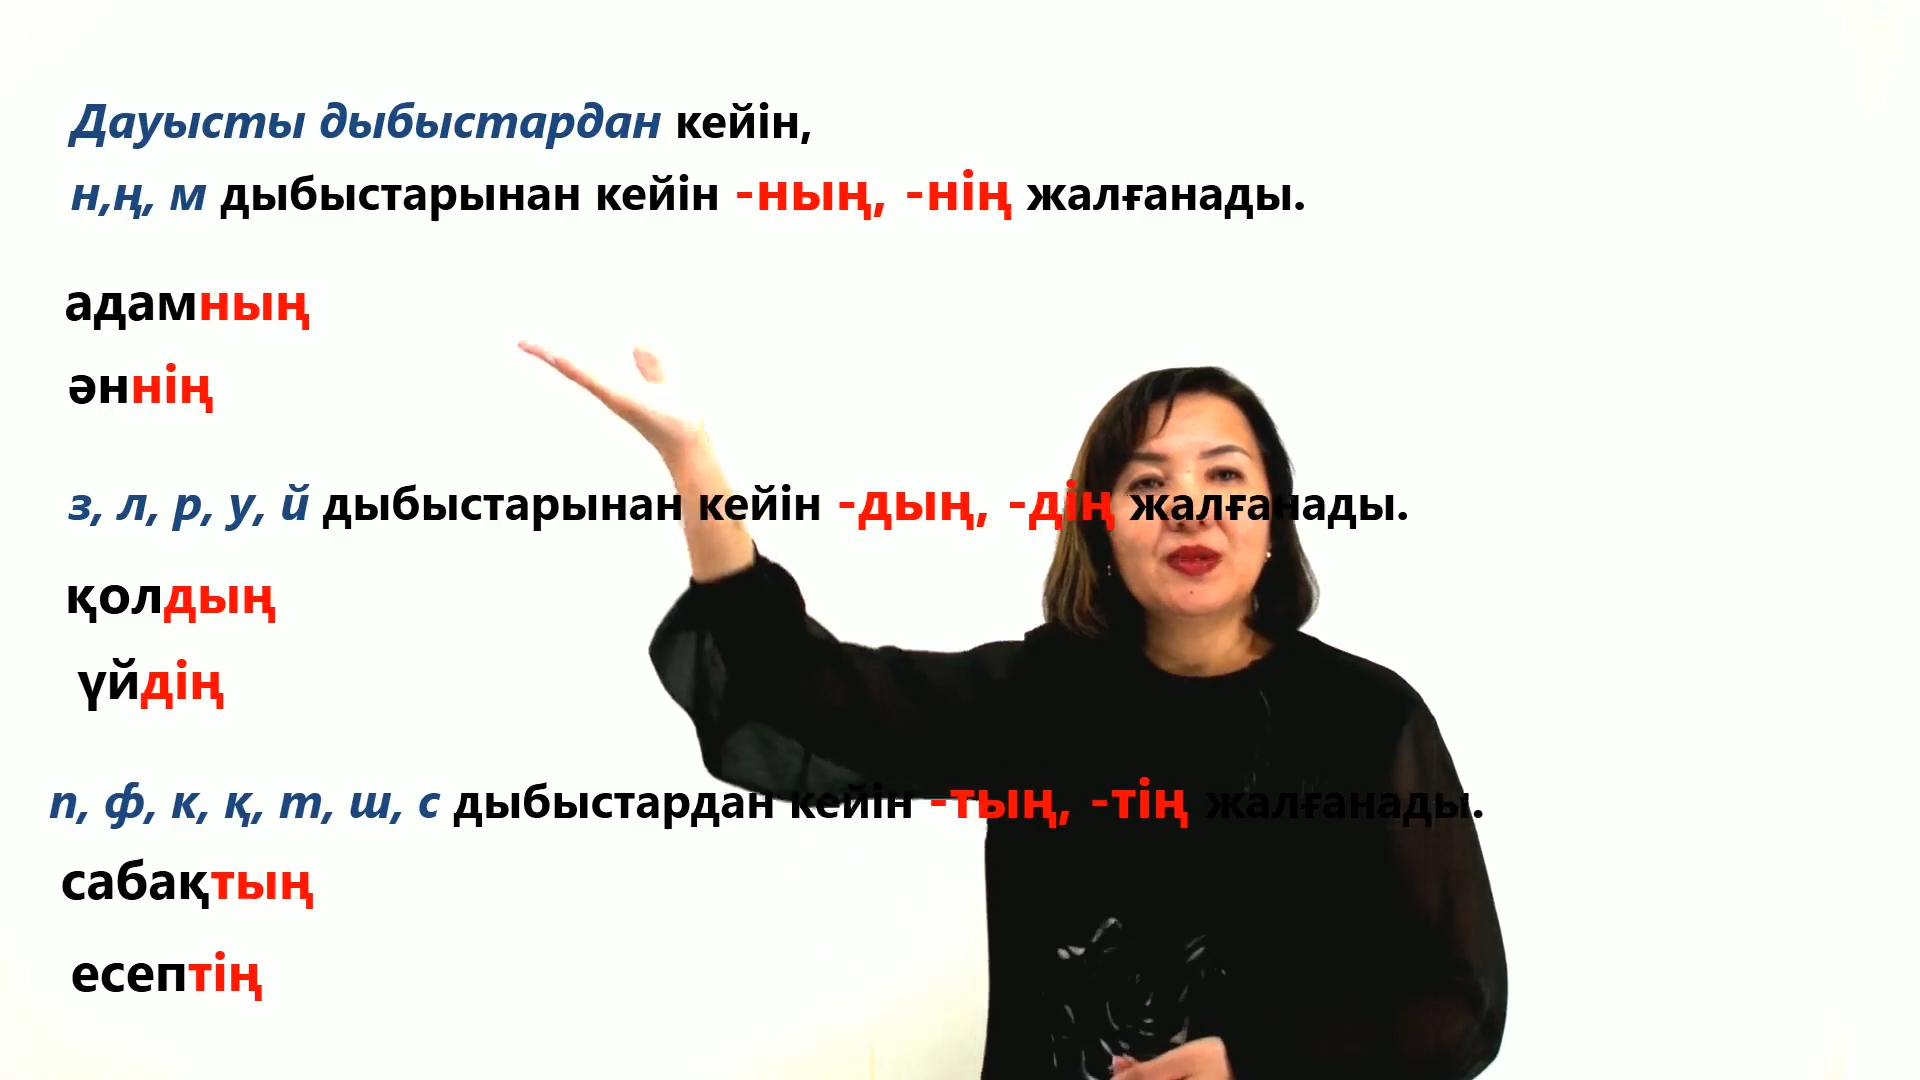 Дауысты дыбыстардан кейін,
н,ң, м дыбыстарынан кейін -ның, -нің жалғанады.
адамның
әннің
з, л, р, у, й дыбыстарынан кейін -дың, -дің жалғанады.
қолдың
үйдің
п, ф, к, қ, т, ш, с дыбыстардан кейін -тың, -тің жалғанады.
сабақтың
есептің